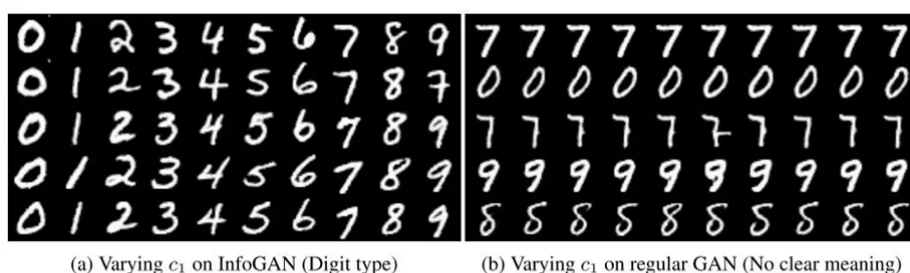 0 1 2 3 4 5 6 7 8 9 7 7 7 7 7 7 7 7 7 7
0 1 2 3 4 5 6 7 8 7 0 0 0 0 0 0 0 0 0 0
0 1 2 3 4 5 6 7 8 9 7 7 7 7 7 7 7 7 7 7
0 1 2 3 4 5 6 7 8 9 9 9 9 9 9 9 9 9 9 9
0 1 2 3 4 5 6 7 8 9 8 8 8 8 8 8 8 8 8 8
(a) Varying c₁ on InfoGAN (Digit type) (b) Varying c₁ on regular GAN (No clear meaning)